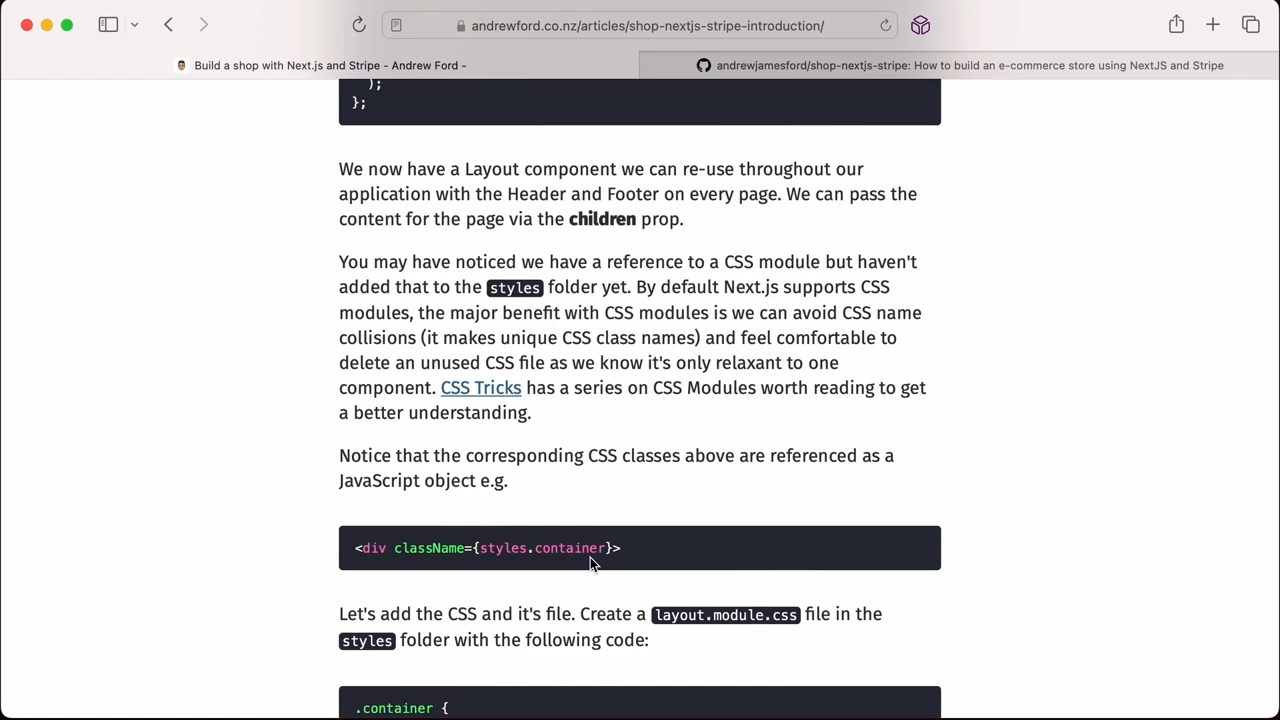 andrewford.co.nz/articles/shop-nextjs-stripe-introduction/
Build a shop with Next.js and Stripe - Andrew Ford -
andrewjamesford/shop-nextjs-stripe: How to build an e-commerce store using NextJS and Stripe
);
};
We now have a Layout component we can re-use throughout our
application with the Header and Footer on every page. We can pass the
content for the page via the children prop.
You may have noticed we have a reference to a CSS module but haven't
added that to the styles folder yet. By default Next.js supports CSS
modules, the major benefit with CSS modules is we can avoid CSS name
collisions (it makes unique CSS class names) and feel comfortable to
delete an unused CSS file as we know it's only relaxant to one
component. CSS Tricks has a series on CSS Modules worth reading to get
a better understanding.
Notice that the corresponding CSS classes above are referenced as a
JavaScript object e.g.
<div className={styles.container}>
Let's add the CSS and it's file. Create a layout.module.css file in the
styles folder with the following code:
.container {